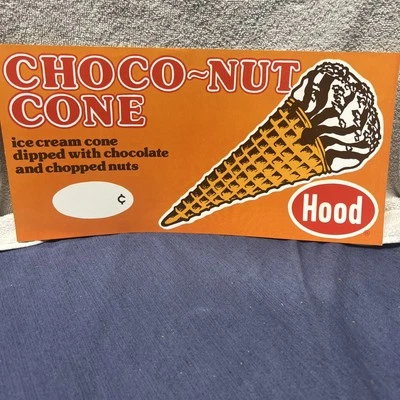 CHOCO~NUT
CONE
ice cream cone
dipped with chocolate
and chopped nuts
¢
Hood
®